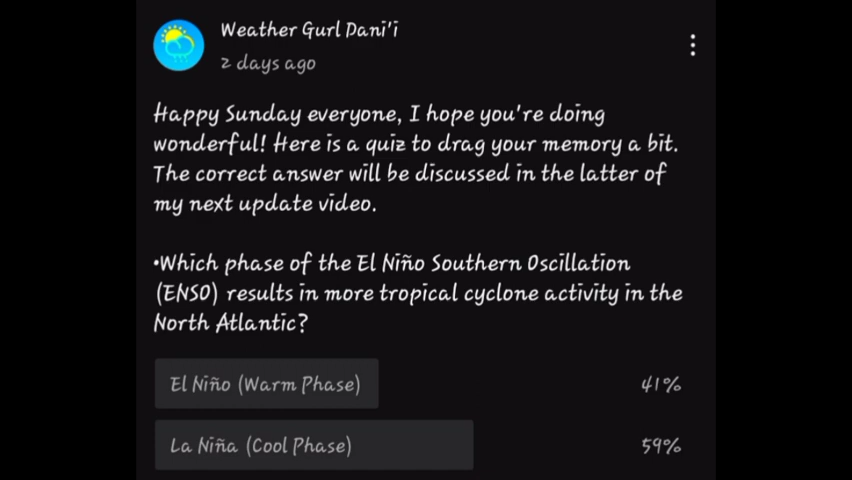 Weather Gurl Dani'i
2 days ago
Happy Sunday everyone, I hope you're doing
wonderful! Here is a quiz to drag your memory a bit.
The correct answer will be discussed in the latter of
my next update video.
•Which phase of the El Niño Southern Oscillation
(ENSO) results in more tropical cyclone activity in the
North Atlantic?
El Niño (Warm Phase) 41%
La Niña (Cool Phase) 59%